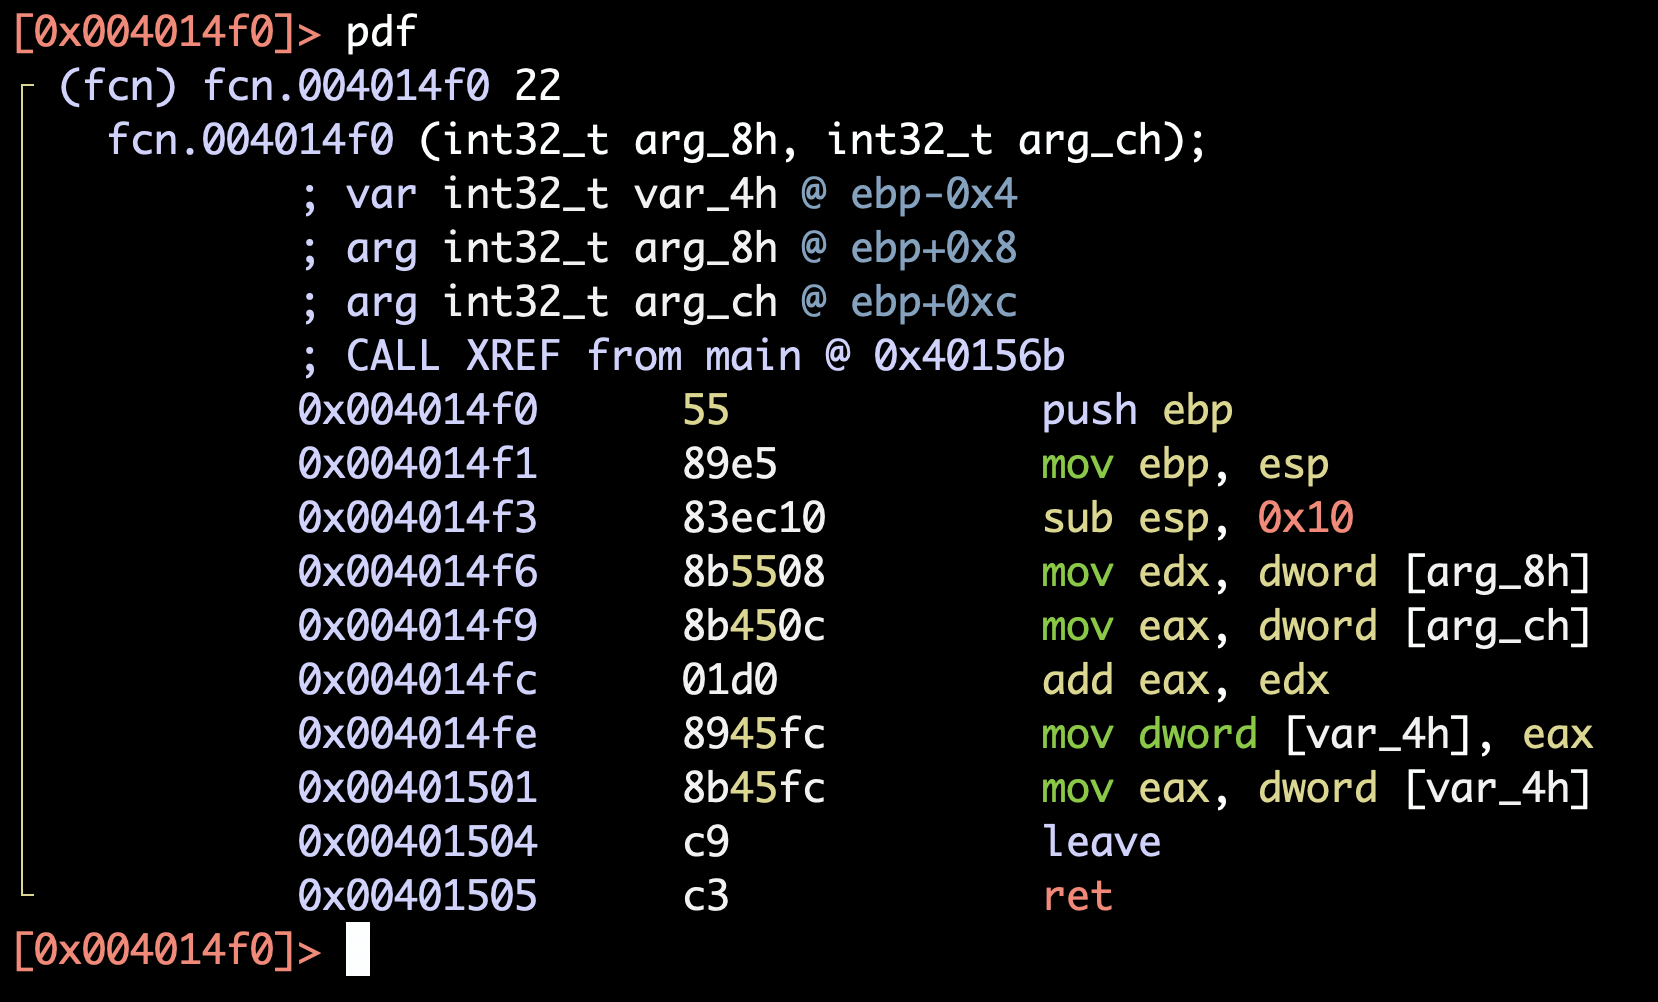 [0x004014f0]> pdf
(fcn) fcn.004014f0 22
fcn.004014f0 (int32_t arg_8h, int32_t arg_ch);
; var int32_t var_4h @ ebp-0x4
; arg int32_t arg_8h @ ebp+0x8
; arg int32_t arg_ch @ ebp+0xc
; CALL XREF from main @ 0x40156b
0x004014f0 55 push ebp
0x004014f1 89e5 mov ebp, esp
0x004014f3 83ec10 sub esp, 0x10
0x004014f6 8b5508 mov edx, dword [arg_8h]
0x004014f9 8b450c mov eax, dword [arg_ch]
0x004014fc 01d0 add eax, edx
0x004014fe 8945fc mov dword [var_4h], eax
0x00401501 8b45fc mov eax, dword [var_4h]
0x00401504 c9 leave
0x00401505 c3 ret
[0x004014f0]>